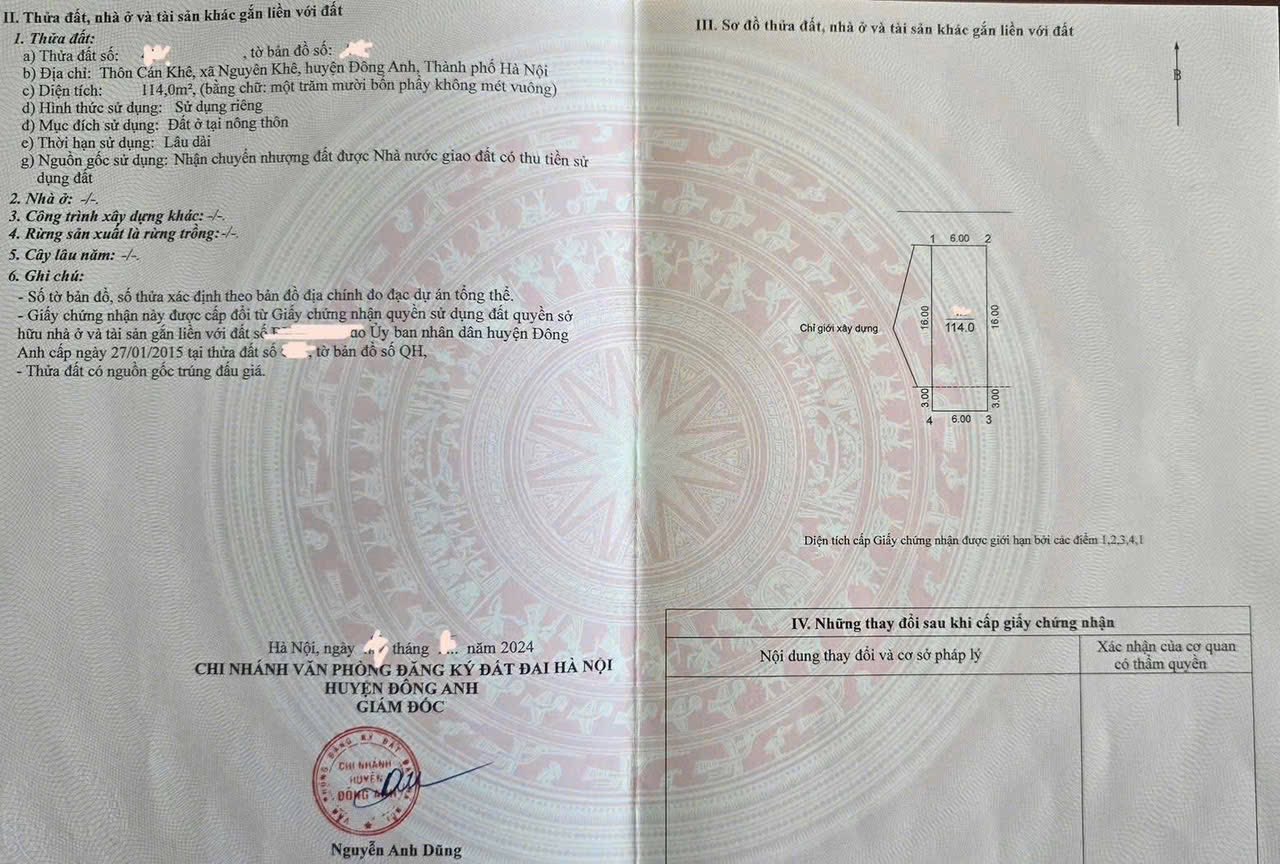 II. Thửa đất, nhà ở và tài sản khác gắn liền với đất
1. Thửa đất:
a) Thửa đất số: , tờ bản đồ số:
b) Địa chỉ: Thôn Cán Khê, xã Nguyên Khê, huyện Đông Anh, Thành phố Hà Nội
c) Diện tích: 114,0m², (bằng chữ: một trăm mười bốn phẩy không mét vuông)
d) Hình thức sử dụng: Sử dụng riêng
đ) Mục đích sử dụng: Đất ở tại nông thôn
e) Thời hạn sử dụng: Lâu dài
g) Nguồn gốc sử dụng: Nhận chuyển nhượng đất được Nhà nước giao đất có thu tiền sử
dụng đất
2. Nhà ở: -/-.
3. Công trình xây dựng khác: -/-.
4. Rừng sản xuất là rừng trồng: -/-.
5. Cây lâu năm: -/-.
6. Ghi chú:
- Số tờ bản đồ, số thửa xác định theo bản đồ địa chính đo đạc dự án tổng thể.
- Giấy chứng nhận này được cấp đổi từ Giấy chứng nhận quyền sử dụng đất quyền sở
hữu nhà ở và tài sản gắn liền với đất số Ủy ban nhân dân huyện Đông
Anh cấp ngày 27/01/2015 tại thửa đất số , tờ bản đồ số QH,
- Thửa đất có nguồn gốc trúng đấu giá.
Hà Nội, ngày tháng năm 2024
CHI NHÁNH VĂN PHÒNG ĐĂNG KÝ ĐẤT ĐAI HÀ NỘI
HUYỆN ĐÔNG ANH
GIÁM ĐỐC
VĂN PHÒNG ĐĂNG KÝ ĐẤT ĐAI HÀ NỘI
CHI NHÁNH
HUYỆN
ĐÔNG ANH
Nguyễn Anh Dũng
III. Sơ đồ thửa đất, nhà ở và tài sản khác gắn liền với đất
B
1 6.00 2
16.00
114.0
16.00
Chỉ giới xây dựng
3.00
3.00
4 6.00 3
Diện tích cấp Giấy chứng nhận được giới hạn bởi các điểm 1,2,3,4,1
IV. Những thay đổi sau khi cấp giấy chứng nhận
Nội dung thay đổi và cơ sở pháp lý
Xác nhận của cơ quan
có thẩm quyền